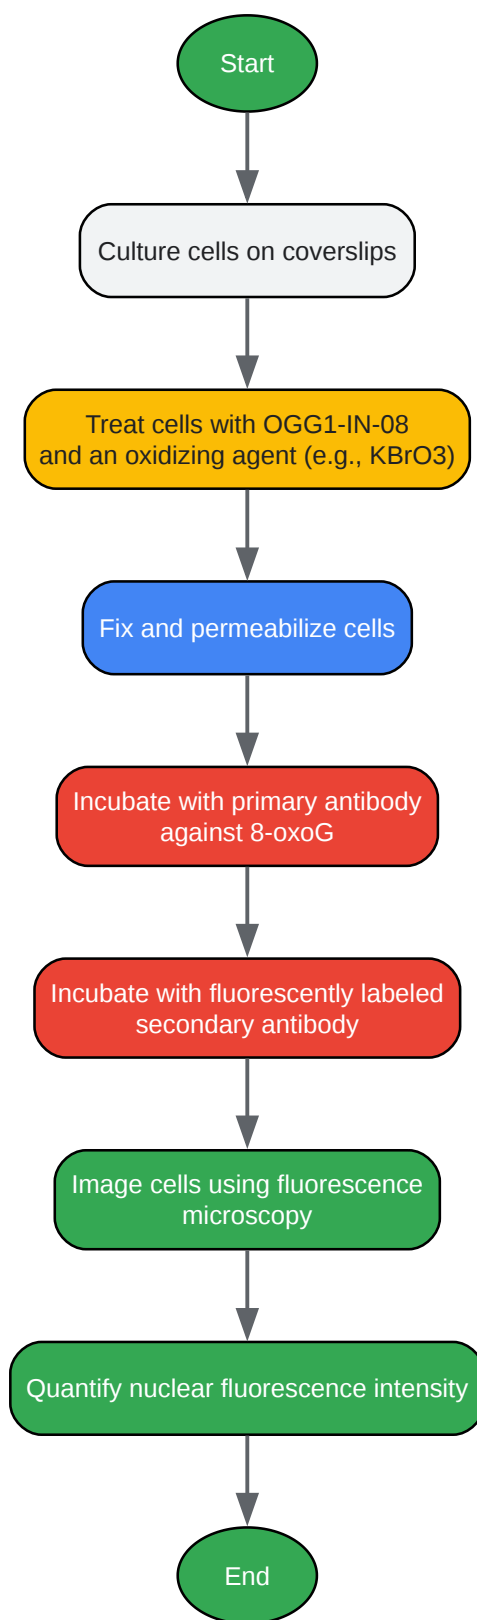 Start
Culture cells on coverslips
Treat cells with OGG1-IN-08
and an oxidizing agent (e.g., KBrO3)
Fix and permeabilize cells
Incubate with primary antibody
against 8-oxoG
Incubate with fluorescently labeled
secondary antibody
Image cells using fluorescence
microscopy
Quantify nuclear fluorescence intensity
End